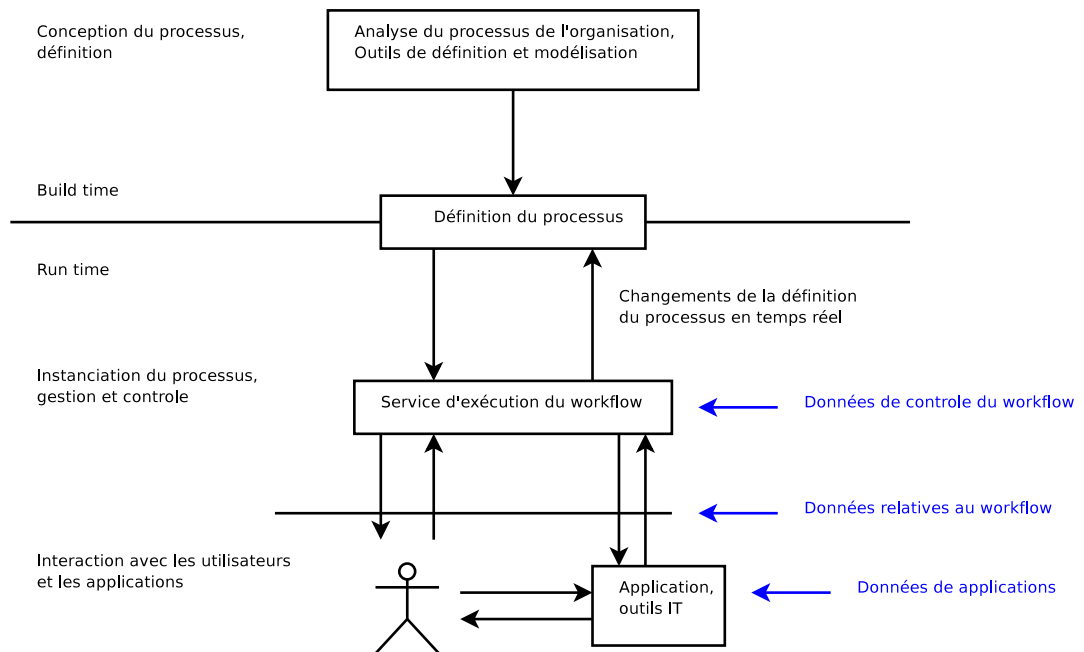 Conception du processus,
définition
Analyse du processus de l'organisation,
Outils de définition et modélisation
Build time
Définition du processus
Run time
Changements de la définition
du processus en temps réel
Instanciation du processus,
gestion et controle
Service d'exécution du workflow
Données de controle du workflow
Données relatives au workflow
Interaction avec les utilisateurs
et les applications
Application,
outils IT
Données de applications